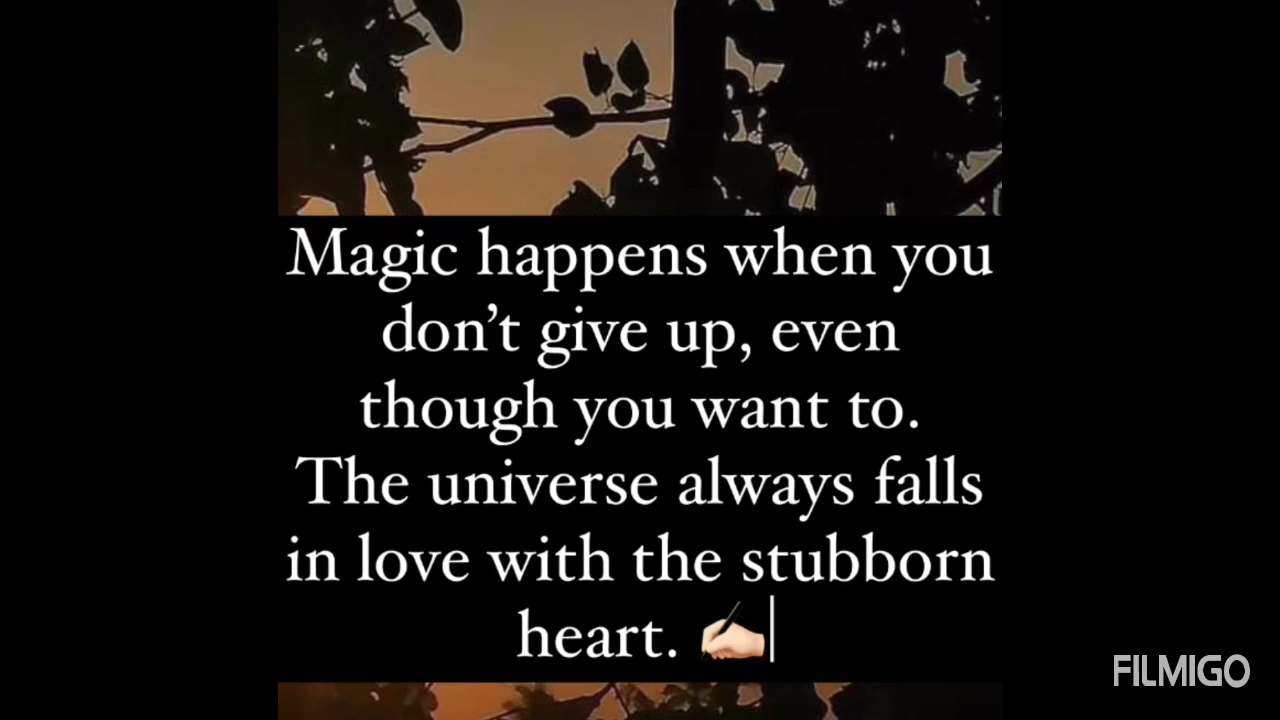 Magic happens when you
don’t give up, even
though you want to.
The universe always falls
in love with the stubborn
heart. ✍🏻
FILMIGO